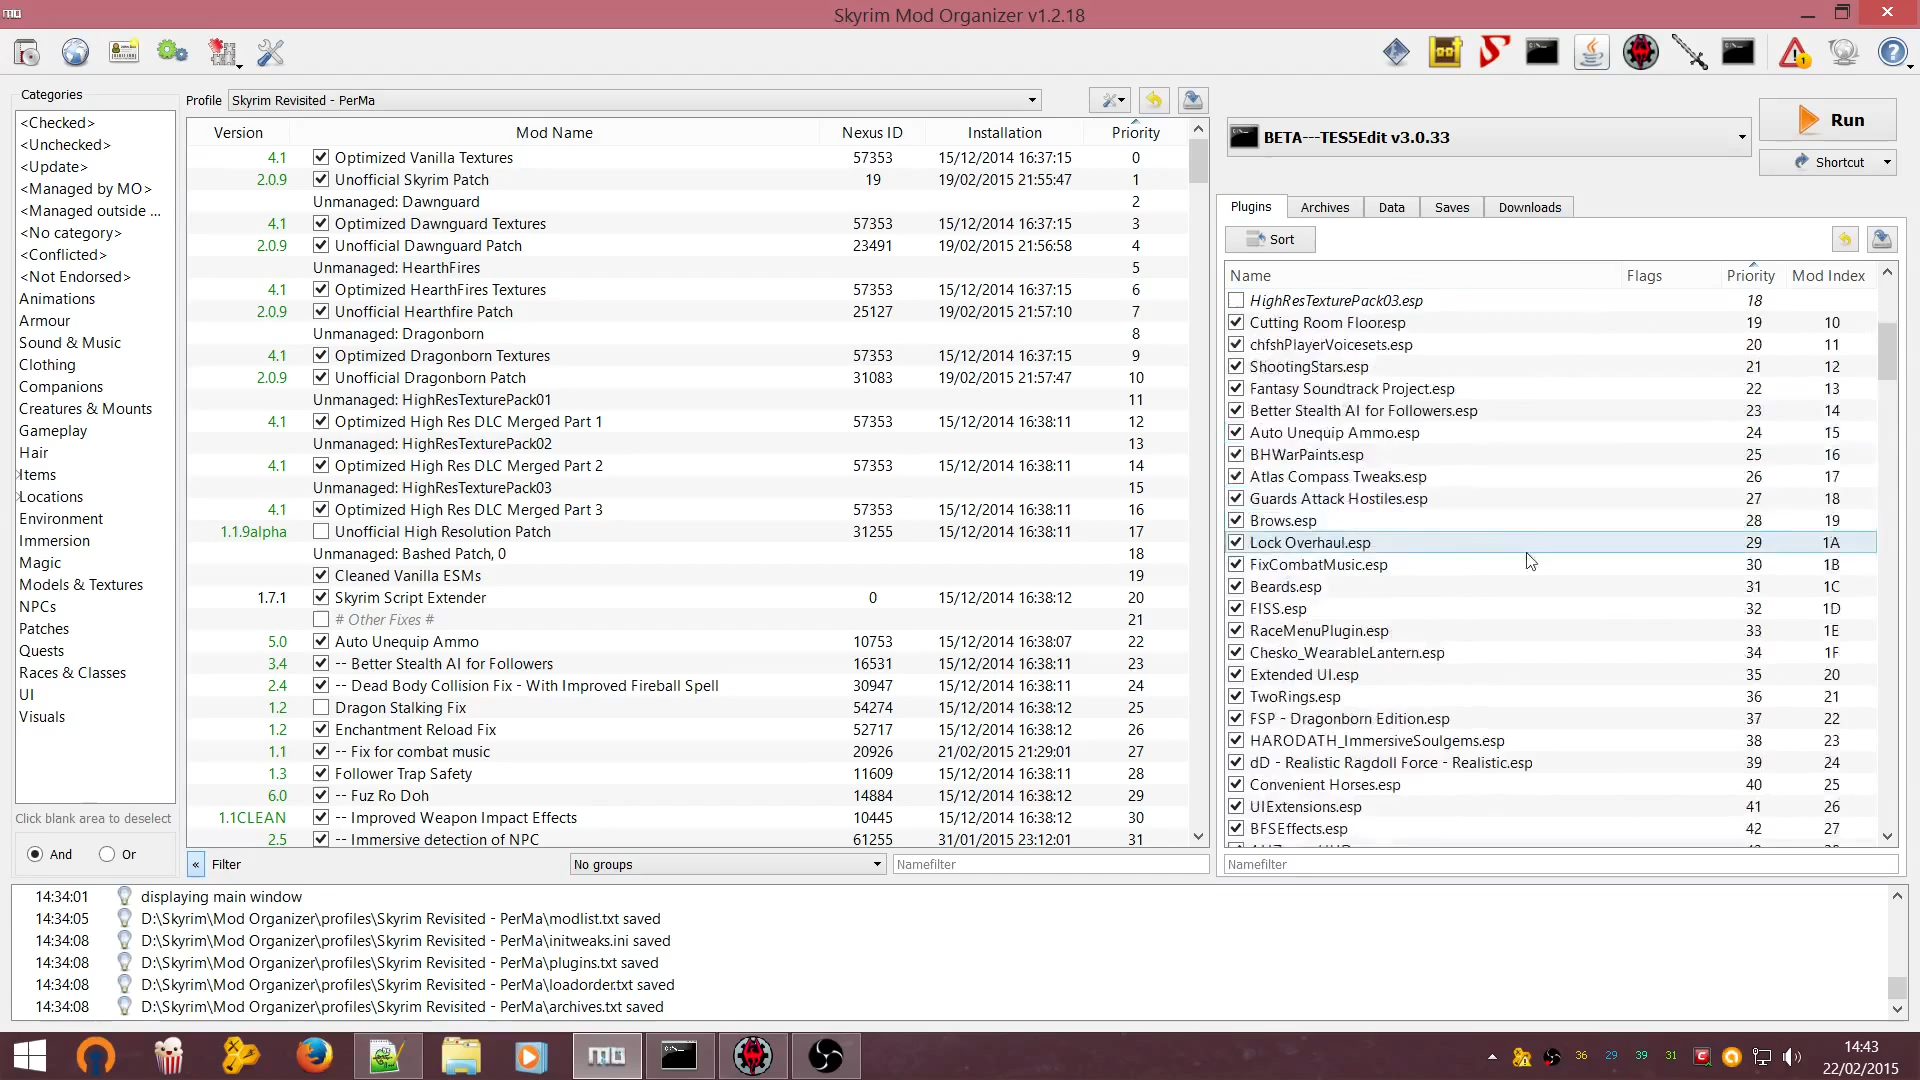 Skyrim Mod Organizer v1.2.18
Categories
<Checked>
<Unchecked>
<Update>
<Managed by MO>
<Managed outside ...
<No category>
<Conflicted>
<Not Endorsed>
Animations
Armour
Sound & Music
Clothing
Companions
Creatures & Mounts
Gameplay
Hair
Items
Locations
Environment
Immersion
Magic
Models & Textures
NPCs
Patches
Quests
Races & Classes
UI
Visuals
Click blank area to deselect
And Or
Profile Skyrim Revisited - PerMa
Version Mod Name Nexus ID Installation Priority
4.1 Optimized Vanilla Textures 57353 15/12/2014 16:37:15 0
2.0.9 Unofficial Skyrim Patch 19 19/02/2015 21:55:47 1
Unmanaged: Dawnguard 2
4.1 Optimized Dawnguard Textures 57353 15/12/2014 16:37:15 3
2.0.9 Unofficial Dawnguard Patch 23491 19/02/2015 21:56:58 4
Unmanaged: HearthFires 5
4.1 Optimized HearthFires Textures 57353 15/12/2014 16:37:15 6
2.0.9 Unofficial Hearthfire Patch 25127 19/02/2015 21:57:10 7
Unmanaged: Dragonborn 8
4.1 Optimized Dragonborn Textures 57353 15/12/2014 16:37:15 9
2.0.9 Unofficial Dragonborn Patch 31083 19/02/2015 21:57:47 10
Unmanaged: HighResTexturePack01 11
4.1 Optimized High Res DLC Merged Part 1 57353 15/12/2014 16:38:11 12
Unmanaged: HighResTexturePack02 13
4.1 Optimized High Res DLC Merged Part 2 57353 15/12/2014 16:38:11 14
Unmanaged: HighResTexturePack03 15
4.1 Optimized High Res DLC Merged Part 3 57353 15/12/2014 16:38:11 16
1.1.9alpha Unofficial High Resolution Patch 31255 15/12/2014 16:38:11 17
Unmanaged: Bashed Patch, 0 18
Cleaned Vanilla ESMs 19
1.7.1 Skyrim Script Extender 0 15/12/2014 16:38:12 20
# Other Fixes # 21
5.0 Auto Unequip Ammo 10753 15/12/2014 16:38:07 22
3.4 -- Better Stealth AI for Followers 16531 15/12/2014 16:38:11 23
2.4 -- Dead Body Collision Fix - With Improved Fireball Spell 30947 15/12/2014 16:38:11 24
1.2 Dragon Stalking Fix 54274 15/12/2014 16:38:12 25
1.2 Enchantment Reload Fix 52717 15/12/2014 16:38:12 26
1.1 -- Fix for combat music 20926 21/02/2015 21:29:01 27
1.3 Follower Trap Safety 11609 15/12/2014 16:38:11 28
6.0 -- Fuz Ro Doh 14884 15/12/2014 16:38:12 29
1.1CLEAN -- Improved Weapon Impact Effects 10445 15/12/2014 16:38:12 30
2.5 -- Immersive detection of NPC 61255 31/01/2015 23:12:01 31
« Filter No groups Namefilter
BETA---TES5Edit v3.0.33
Run
Shortcut
Plugins Archives Data Saves Downloads
Sort
Name Flags Priority Mod Index
HighResTexturePack03.esp 18
Cutting Room Floor.esp 19 10
chfshPlayerVoicesets.esp 20 11
ShootingStars.esp 21 12
Fantasy Soundtrack Project.esp 22 13
Better Stealth AI for Followers.esp 23 14
Auto Unequip Ammo.esp 24 15
BHWarPaints.esp 25 16
Atlas Compass Tweaks.esp 26 17
Guards Attack Hostiles.esp 27 18
Brows.esp 28 19
Lock Overhaul.esp 29 1A
FixCombatMusic.esp 30 1B
Beards.esp 31 1C
FISS.esp 32 1D
RaceMenuPlugin.esp 33 1E
Chesko_WearableLantern.esp 34 1F
Extended UI.esp 35 20
TwoRings.esp 36 21
FSP - Dragonborn Edition.esp 37 22
HARODATH_ImmersiveSoulgems.esp 38 23
dD - Realistic Ragdoll Force - Realistic.esp 39 24
Convenient Horses.esp 40 25
UIExtensions.esp 41 26
BFSEffects.esp 42 27
Namefilter
14:34:01 displaying main window
14:34:05 D:\Skyrim\Mod Organizer\profiles\Skyrim Revisited - PerMa\modlist.txt saved
14:34:08 D:\Skyrim\Mod Organizer\profiles\Skyrim Revisited - PerMa\initweaks.ini saved
14:34:08 D:\Skyrim\Mod Organizer\profiles\Skyrim Revisited - PerMa\plugins.txt saved
14:34:08 D:\Skyrim\Mod Organizer\profiles\Skyrim Revisited - PerMa\loadorder.txt saved
14:34:08 D:\Skyrim\Mod Organizer\profiles\Skyrim Revisited - PerMa\archives.txt saved
36 29 39 31
14:43
22/02/2015